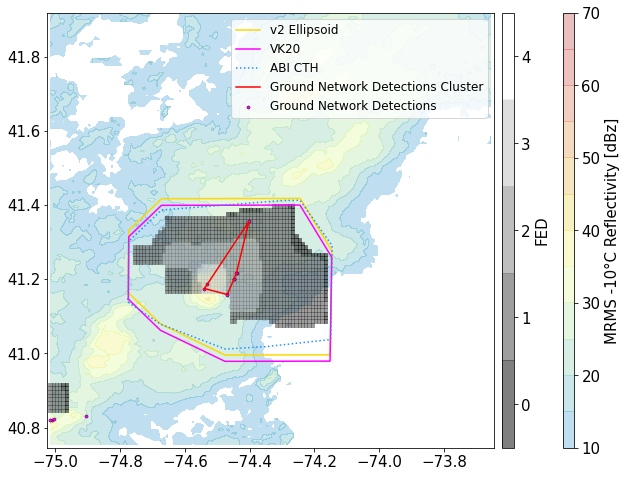 v2 Ellipsoid
VK20
ABI CTH
Ground Network Detections Cluster
Ground Network Detections
41.8
41.6
41.4
41.2
41.0
40.8
−75.0 −74.8 −74.6 −74.4 −74.2 −74.0 −73.8
4
3
2
1
0
FED
70
60
50
40
30
20
10
MRMS -10°C Reflectivity [dBz]